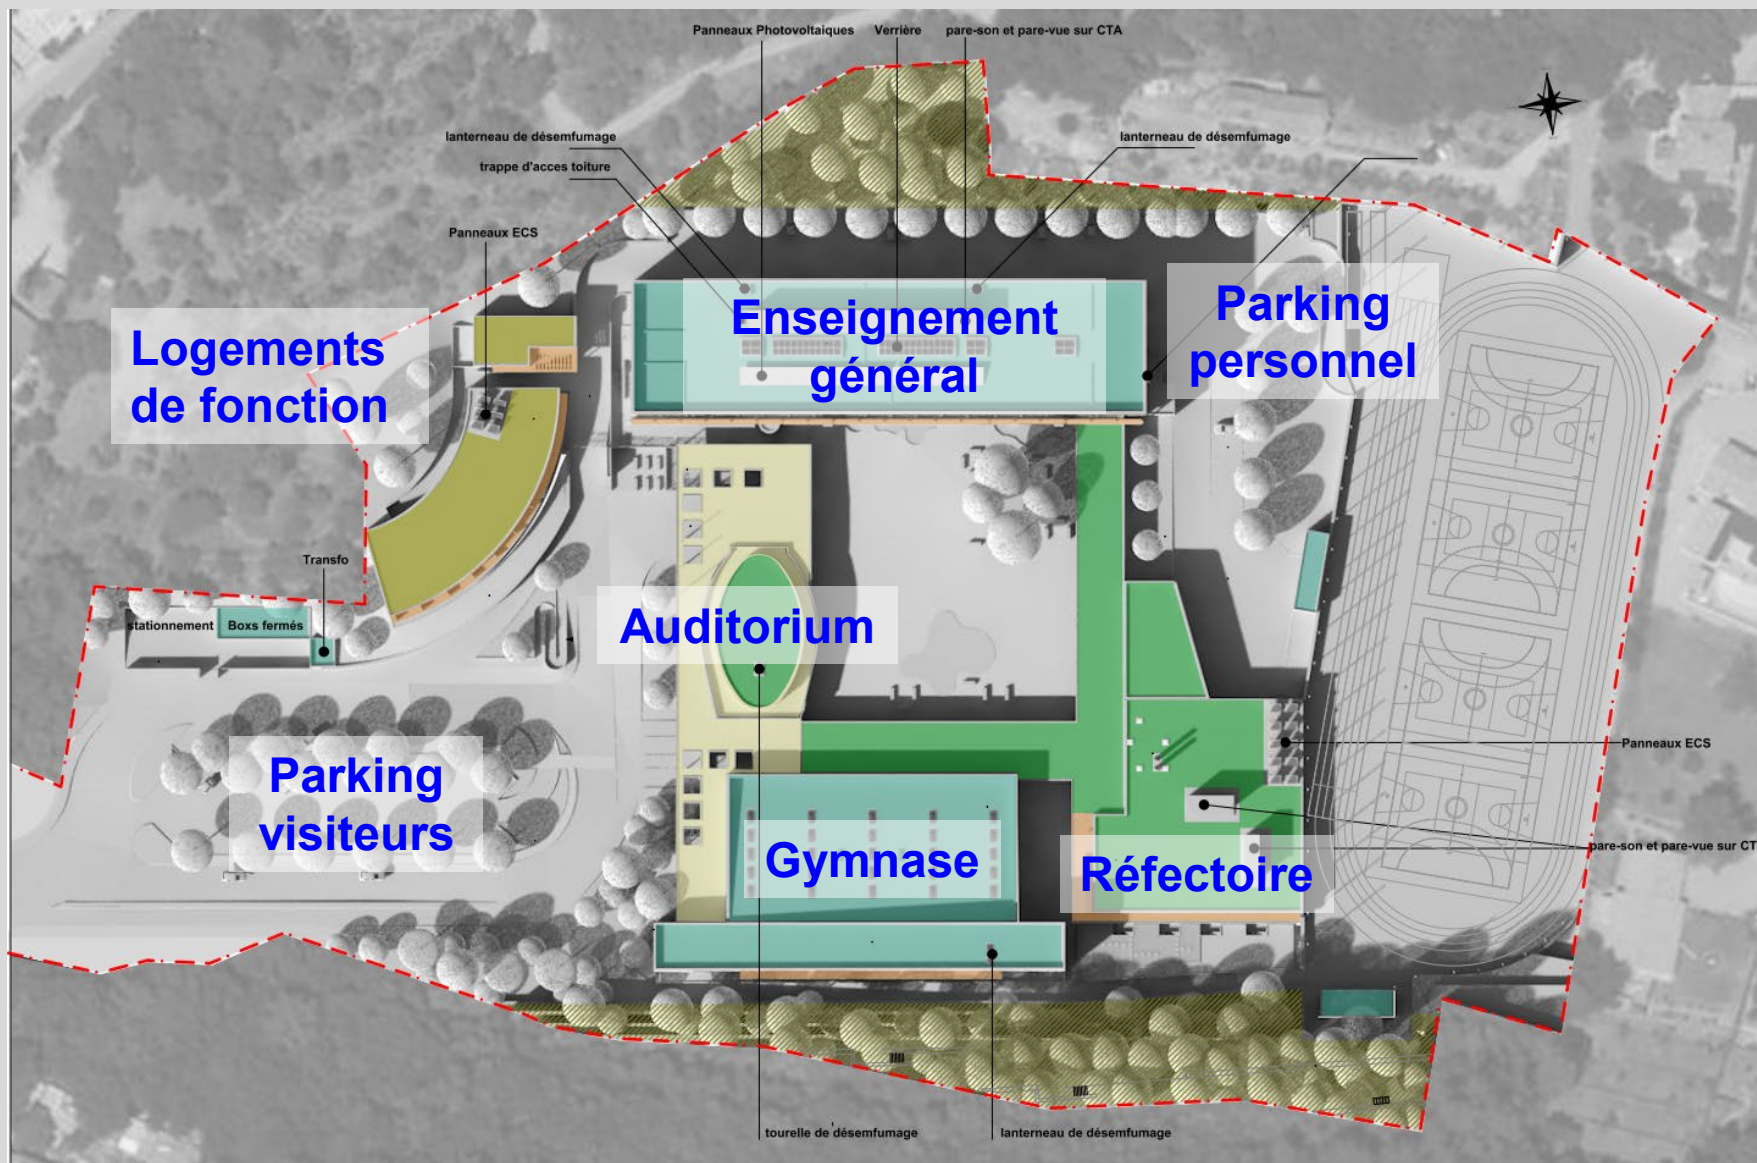 Panneaux Photovoltaiques
Verrière
pare-son et pare-vue sur CTA
lanterneau de désemfumage
lanterneau de désemfumage
trappe d'acces toiture
Panneaux ECS
Logements
de fonction
Enseignement
général
Parking
personnel
Transfo
stationnement
Boxs fermés
Auditorium
Panneaux ECS
Parking
visiteurs
Gymnase
Réfectoire
pare-son et pare-vue sur CT
tourelle de désemfumage
lanterneau de désemfumage